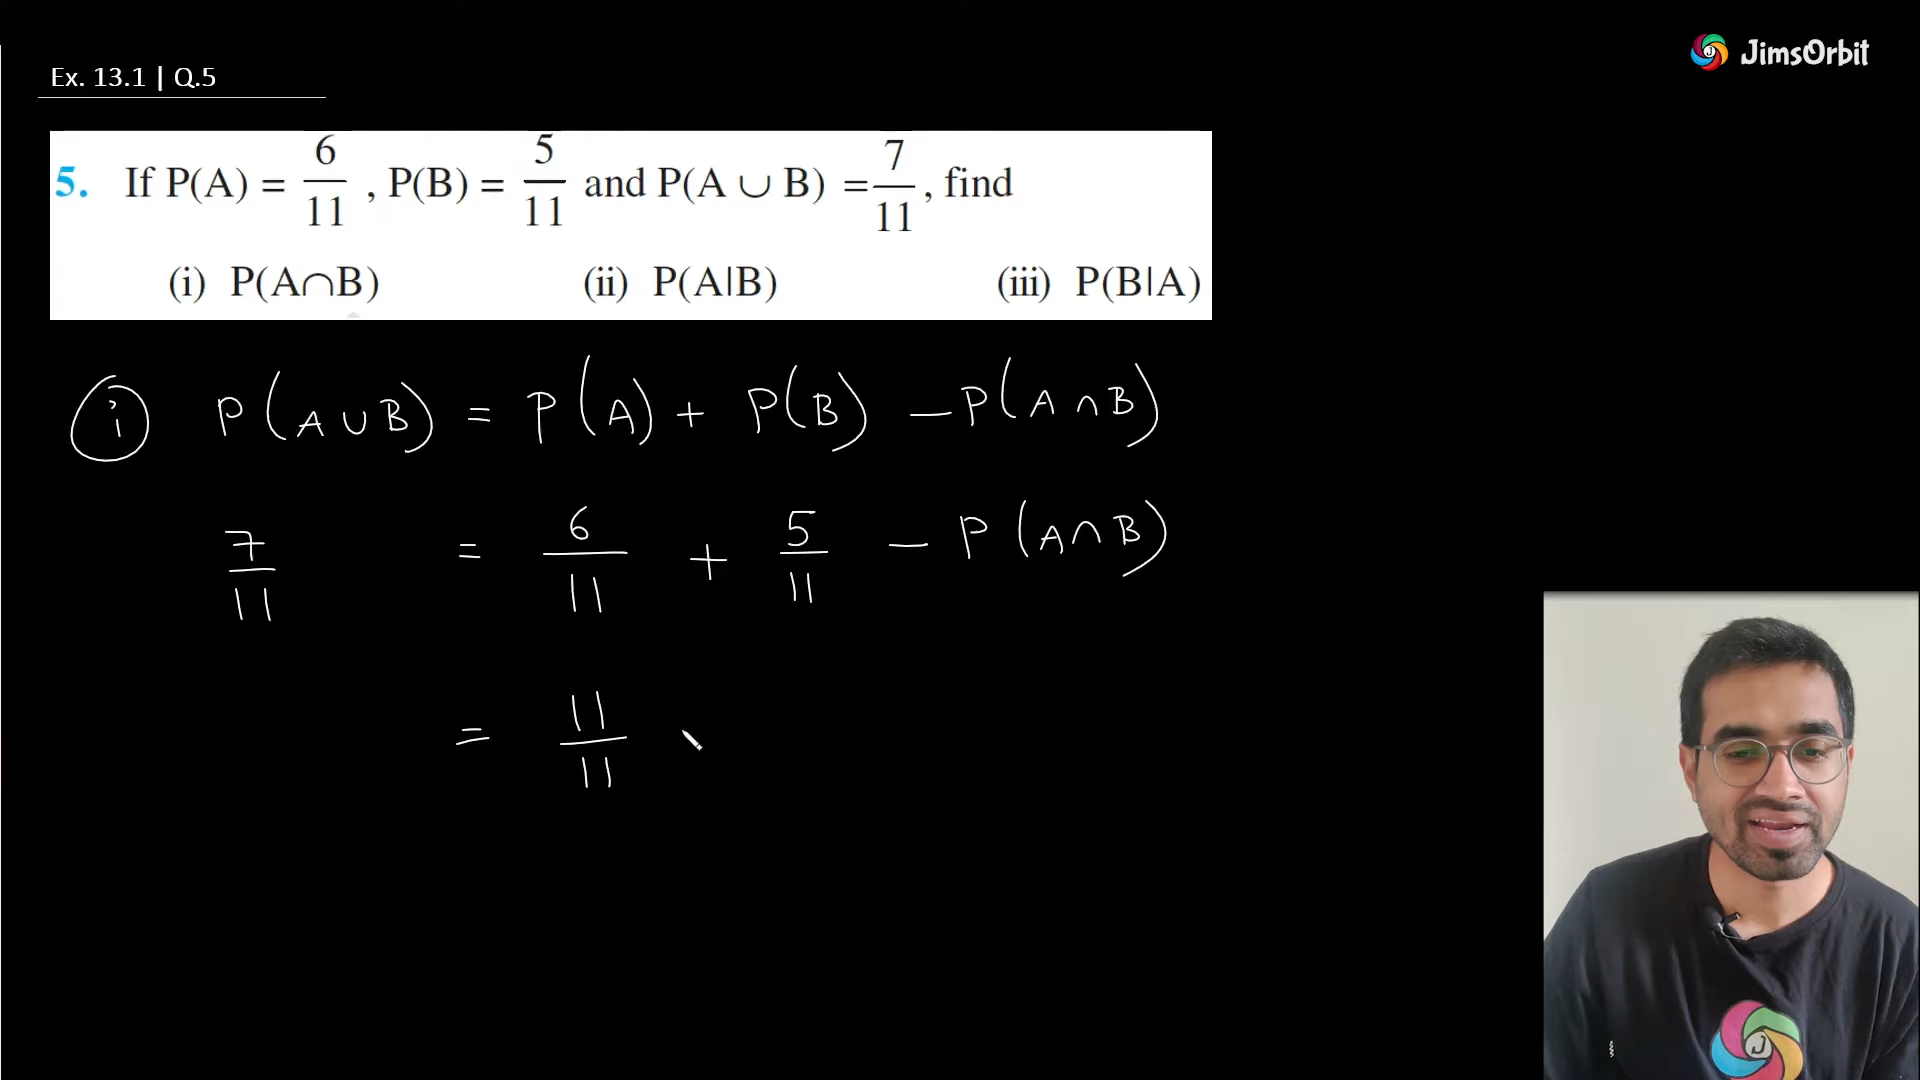 JimsOrbit
Ex. 13.1 | Q.5
5. If P(A) = 6/11 , P(B) = 5/11 and P(A ∪ B) = 7/11 , find
(i) P(A∩B) (ii) P(A|B) (iii) P(B|A)
i P(A∪B) = P(A) + P(B) – P(A∩B)
7/11 = 6/11 + 5/11 – P(A∩B)
= 11/11
J